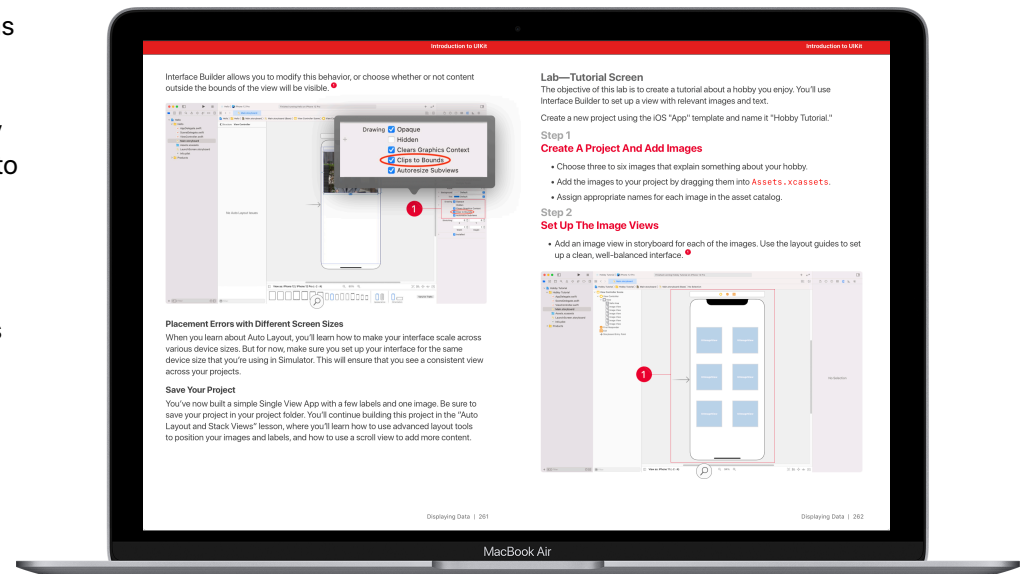 s
to
s
Introduction to UIKit
Interface Builder allows you to modify this behavior, or choose whether or not content
outside the bounds of the view will be visible. 1
Drawing Opaque
Hidden
Clears Graphics Context
Clips to Bounds
Autoresize Subviews
1
Placement Errors with Different Screen Sizes
When you learn about Auto Layout, you'll learn how to make your interface scale across
various device sizes. But for now, make sure you set up your interface for the same
device size that you're using in Simulator. This will ensure that you see a consistent view
across your projects.
Save Your Project
You've now built a simple Single View App with a few labels and one image. Be sure to
save your project in your project folder. You'll continue building this project in the "Auto
Layout and Stack Views" lesson, where you'll learn how to use advanced layout tools
to position your images and labels, and how to use a scroll view to add more content.
Displaying Data | 261
Introduction to UIKit
Lab—Tutorial Screen
The objective of this lab is to create a tutorial about a hobby you enjoy. You'll use
Interface Builder to set up a view with relevant images and text.
Create a new project using the iOS "App" template and name it "Hobby Tutorial."
Step 1
Create A Project And Add Images
• Choose three to six images that explain something about your hobby.
• Add the images to your project by dragging them into Assets.xcassets.
• Assign appropriate names for each image in the asset catalog.
Step 2
Set Up The Image Views
• Add an image view in storyboard for each of the images. Use the layout guides to set
up a clean, well-balanced interface. 1
1
Displaying Data | 262
MacBook Air